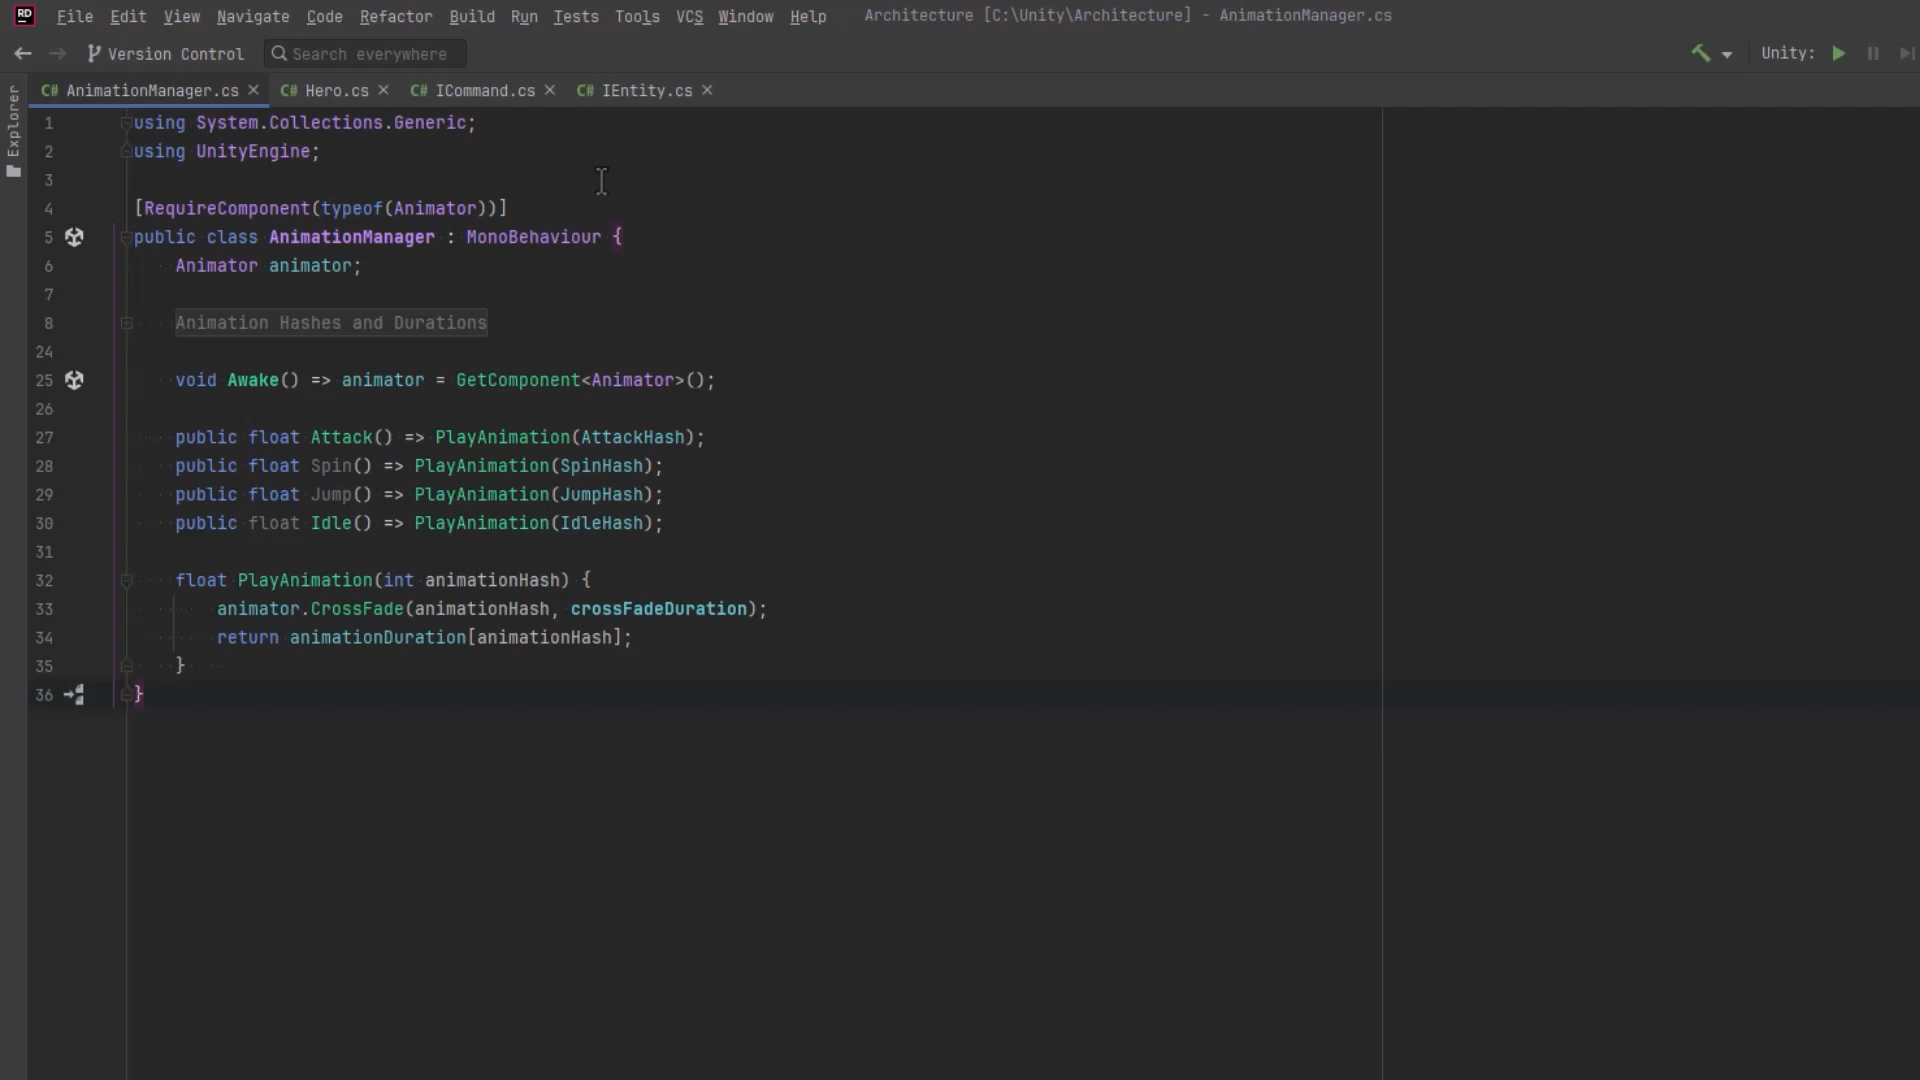 RD File Edit View Navigate Code Refactor Build Run Tests Tools VCS Window Help Architecture [C:\Unity\Architecture] - AnimationManager.cs
Version Control Search everywhere Unity:
C# AnimationManager.cs C# Hero.cs C# ICommand.cs C# IEntity.cs
Explorer
1 using System.Collections.Generic;
2 using UnityEngine;
3
4 [RequireComponent(typeof(Animator))]
5 public class AnimationManager : MonoBehaviour {
6 Animator animator;
7
8 Animation Hashes and Durations
24
25 void Awake() => animator = GetComponent<Animator>();
26
27 public float Attack() => PlayAnimation(AttackHash);
28 public float Spin() => PlayAnimation(SpinHash);
29 public float Jump() => PlayAnimation(JumpHash);
30 public float Idle() => PlayAnimation(IdleHash);
31
32 float PlayAnimation(int animationHash) {
33 animator.CrossFade(animationHash, crossFadeDuration);
34 return animationDuration[animationHash];
35 }
36 }